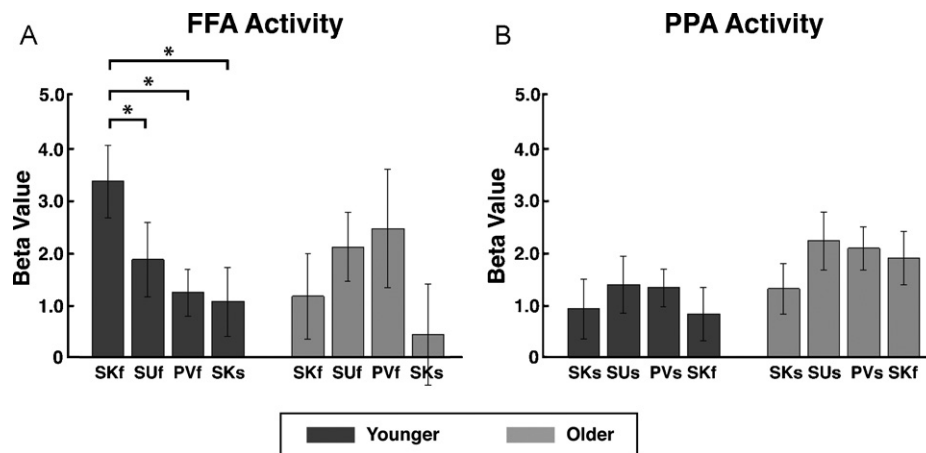 A FFA Activity
* 
*
*
5.0
4.0
3.0
2.0
1.0
0
Beta Value
SKf SUf PVf SKs
SKf SUf PVf SKs
B PPA Activity
5.0
4.0
3.0
2.0
1.0
0
Beta Value
SKs SUs PVs SKf
SKs SUs PVs SKf
Younger
Older